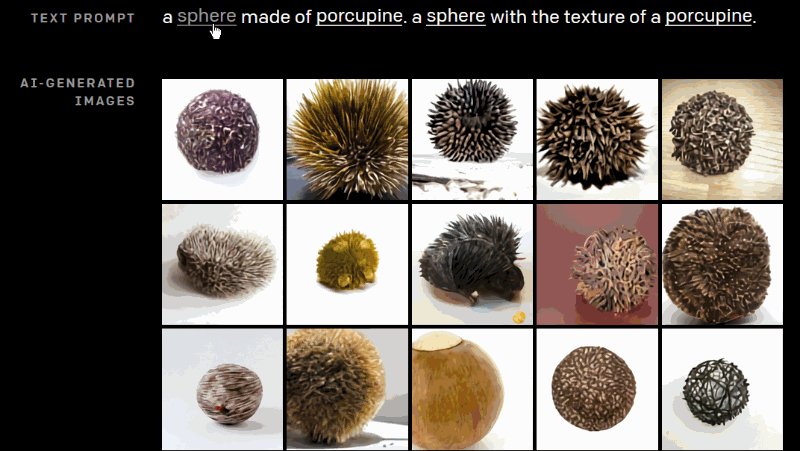 TEXT PROMPT a sphere made of porcupine. a sphere with the texture of a porcupine.
AI-GENERATED
IMAGES